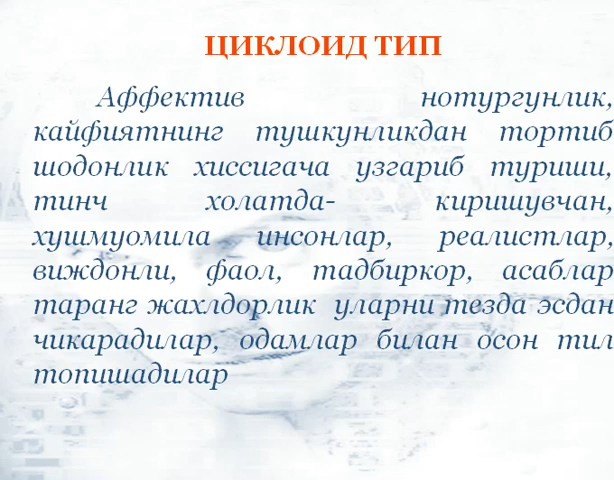 ЦИКЛОИД ТИП
Аффектив нотургунлик,
кайфиятнинг тушкунликдан тортиб
шодонлик хиссигача узгариб туриши,
тинч холатда- киришувчан,
хушмуомила инсонлар, реалистлар,
виждонли, фаол, тадбиркор, асаблар
таранг жахлдорлик уларни тезда эсдан
чикарадилар, одамлар билан осон тил
топишадилар